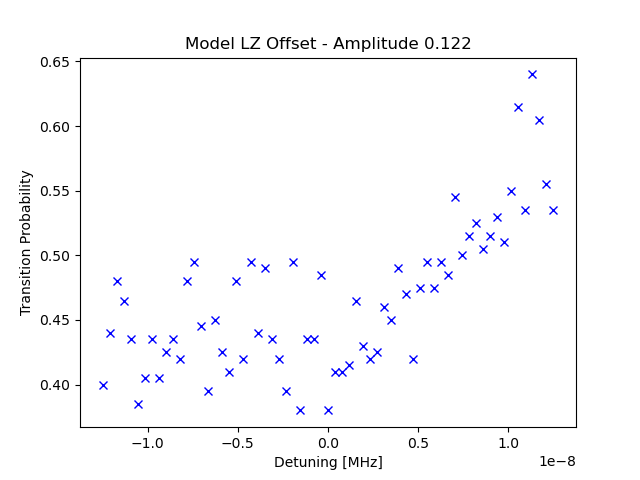 Model LZ Offset - Amplitude 0.122
Transition Probability
0.65
0.60
0.55
0.50
0.45
0.40
−1.0 −0.5 0.0 0.5 1.0
1e−8
Detuning [MHz]